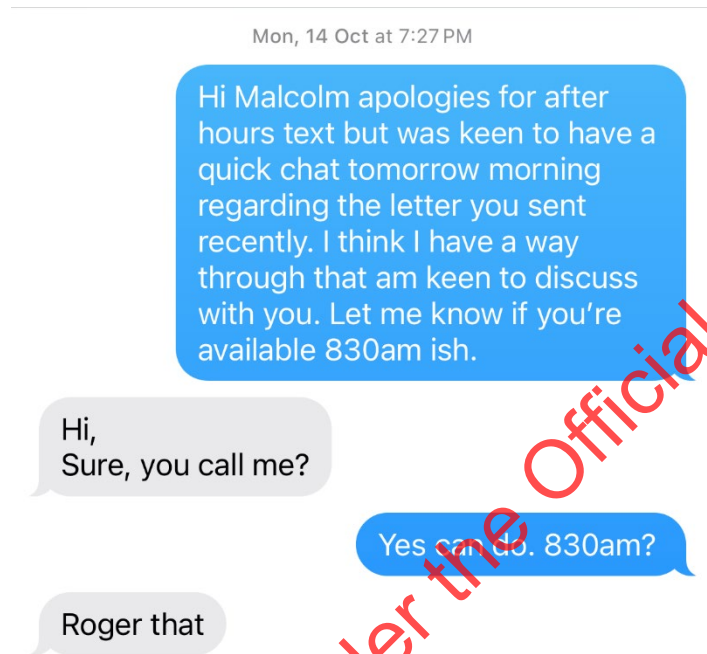 Mon, 14 Oct at 7:27 PM
Hi Malcolm apologies for after
hours text but was keen to have a
quick chat tomorrow morning
regarding the letter you sent
recently. I think I have a way
through that am keen to discuss
with you. Let me know if you’re
available 830am ish.
Hi,
Sure, you call me?
Yes can do. 830am?
Roger that
the Official